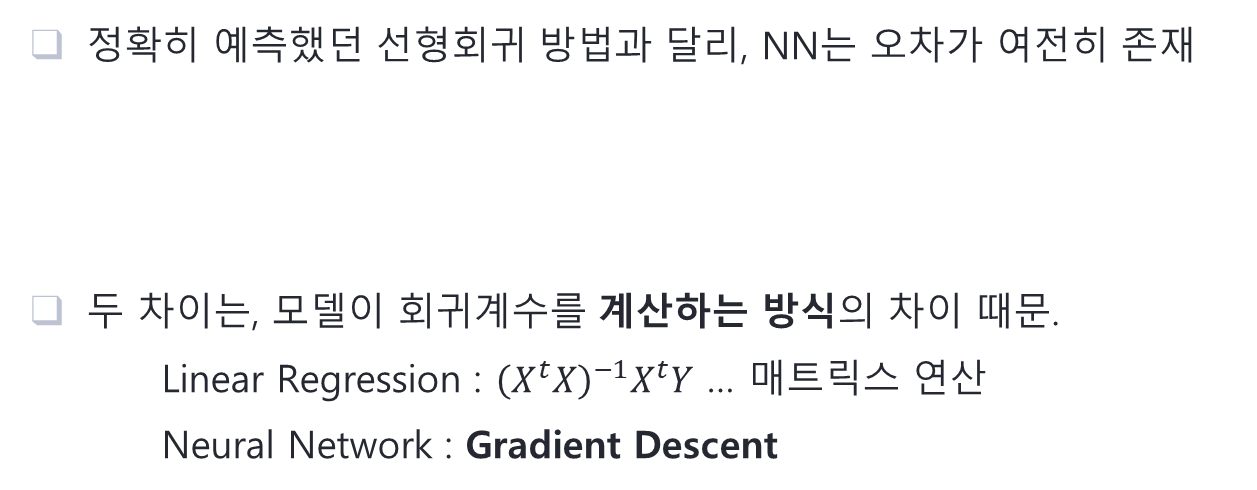 정확히 예측했던 선형회귀 방법과 달리, NN는 오차가 여전히 존재
두 차이는, 모델이 회귀계수를 계산하는 방식의 차이 때문.
Linear Regression : (XᵗX)⁻¹XᵗY … 매트릭스 연산
Neural Network : Gradient Descent